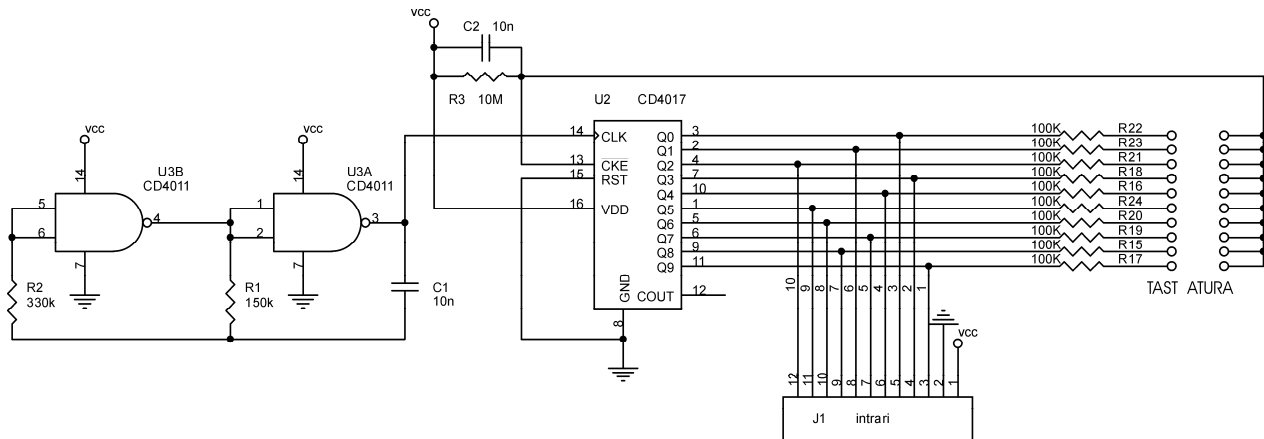 vcc
C2 10n
R3 10M
U2 CD4017
vcc
14
U3B
CD4011
5
6
4
7
R2
330k
vcc
14
U3A
CD4011
1
2
3
7
R1
150k
C1
10n
14 CLK
13 CKE
15 RST
16 VDD
GND
8
COUT 12
Q0 3 100K R22
Q1 2 100K R23
Q2 4 100K R21
Q3 7 100K R18
Q4 10 100K R16
Q5 1 100K R24
Q6 5 100K R20
Q7 6 100K R19
Q8 9 100K R15
Q9 11 100K R17
TAST ATURA
10 9 8 7 6 5 4 3 2 1
vcc
12 11 10 9 8 7 6 5 4 3 2 1
J1 intrari